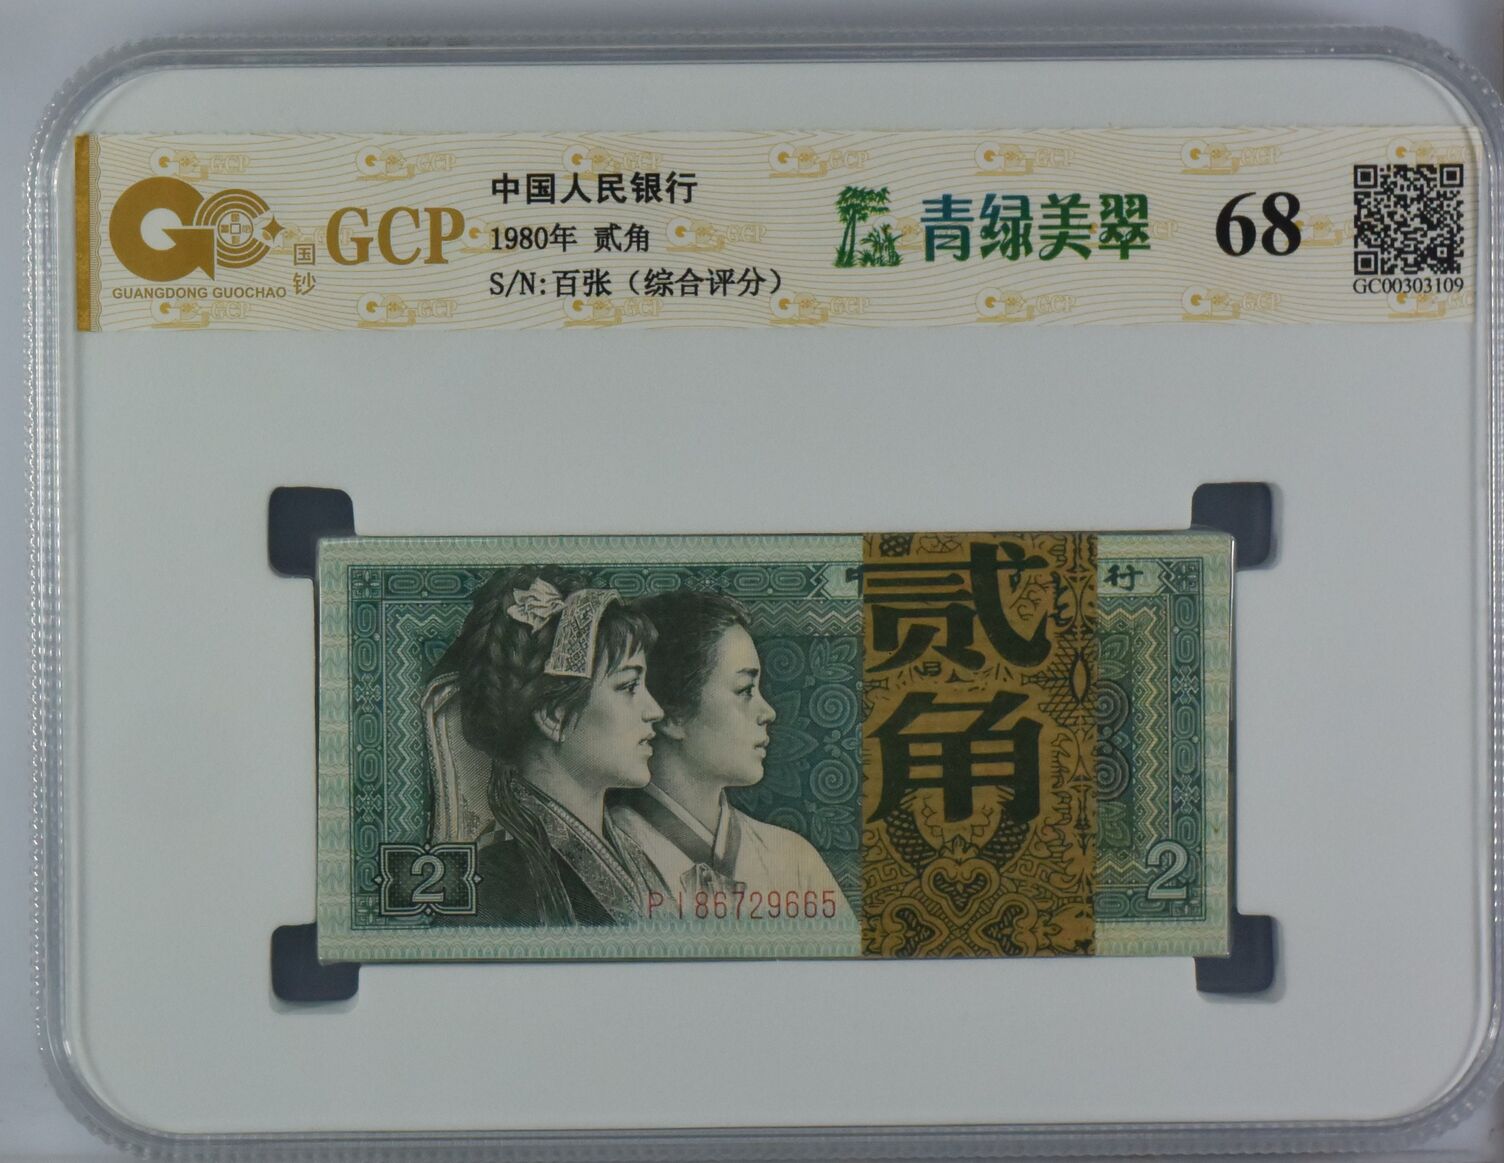 GCP
国钞
GUANGDONG GUOCHAO
中国人民银行
1980年 贰角
S/N:百张（综合评分）
青绿美翠
68
GC00303109
行
贰角
2
PJ86729665
2